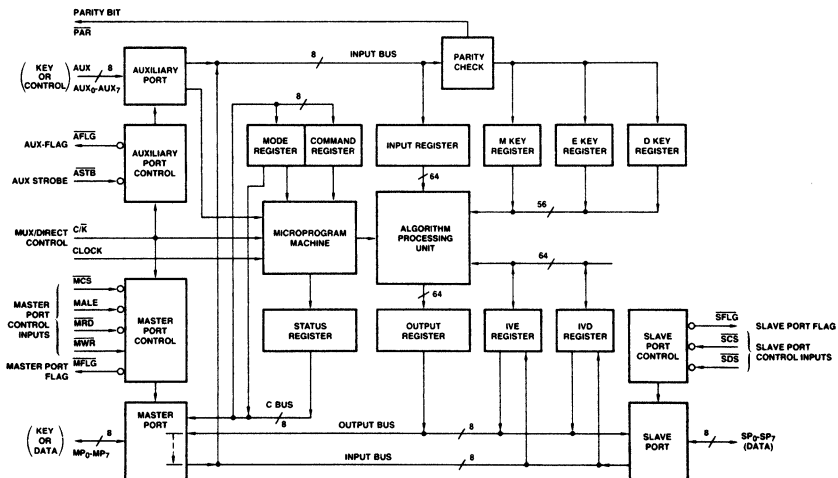 PARITY BIT
PAR
8
INPUT BUS
PARITY
CHECK
(KEY
OR
CONTROL)
AUX
8
AUX0-AUX7
AUXILIARY
PORT
8
AUX-FLAG
AFLG
AUX STROBE
ASTB
AUXILIARY
PORT
CONTROL
MODE
REGISTER
COMMAND
REGISTER
INPUT REGISTER
M KEY
REGISTER
E KEY
REGISTER
D KEY
REGISTER
64
56
MUX/DIRECT
CONTROL
C/K
CLOCK
MICROPROGRAM
MACHINE
ALGORITHM
PROCESSING
UNIT
64
64
MASTER
PORT
CONTROL
INPUTS
MCS
MALE
MRD
MWR
MASTER PORT
FLAG
MFLG
MASTER
PORT
CONTROL
STATUS
REGISTER
OUTPUT
REGISTER
IVE
REGISTER
IVD
REGISTER
SLAVE
PORT
CONTROL
SFLG
SLAVE PORT FLAG
SCS
SDS
SLAVE PORT
CONTROL INPUTS
C BUS
8
(KEY
OR
DATA)
8
MP0-MP7
MASTER
PORT
OUTPUT BUS
8
INPUT BUS
8
SLAVE
PORT
8
SP0-SP7
(DATA)